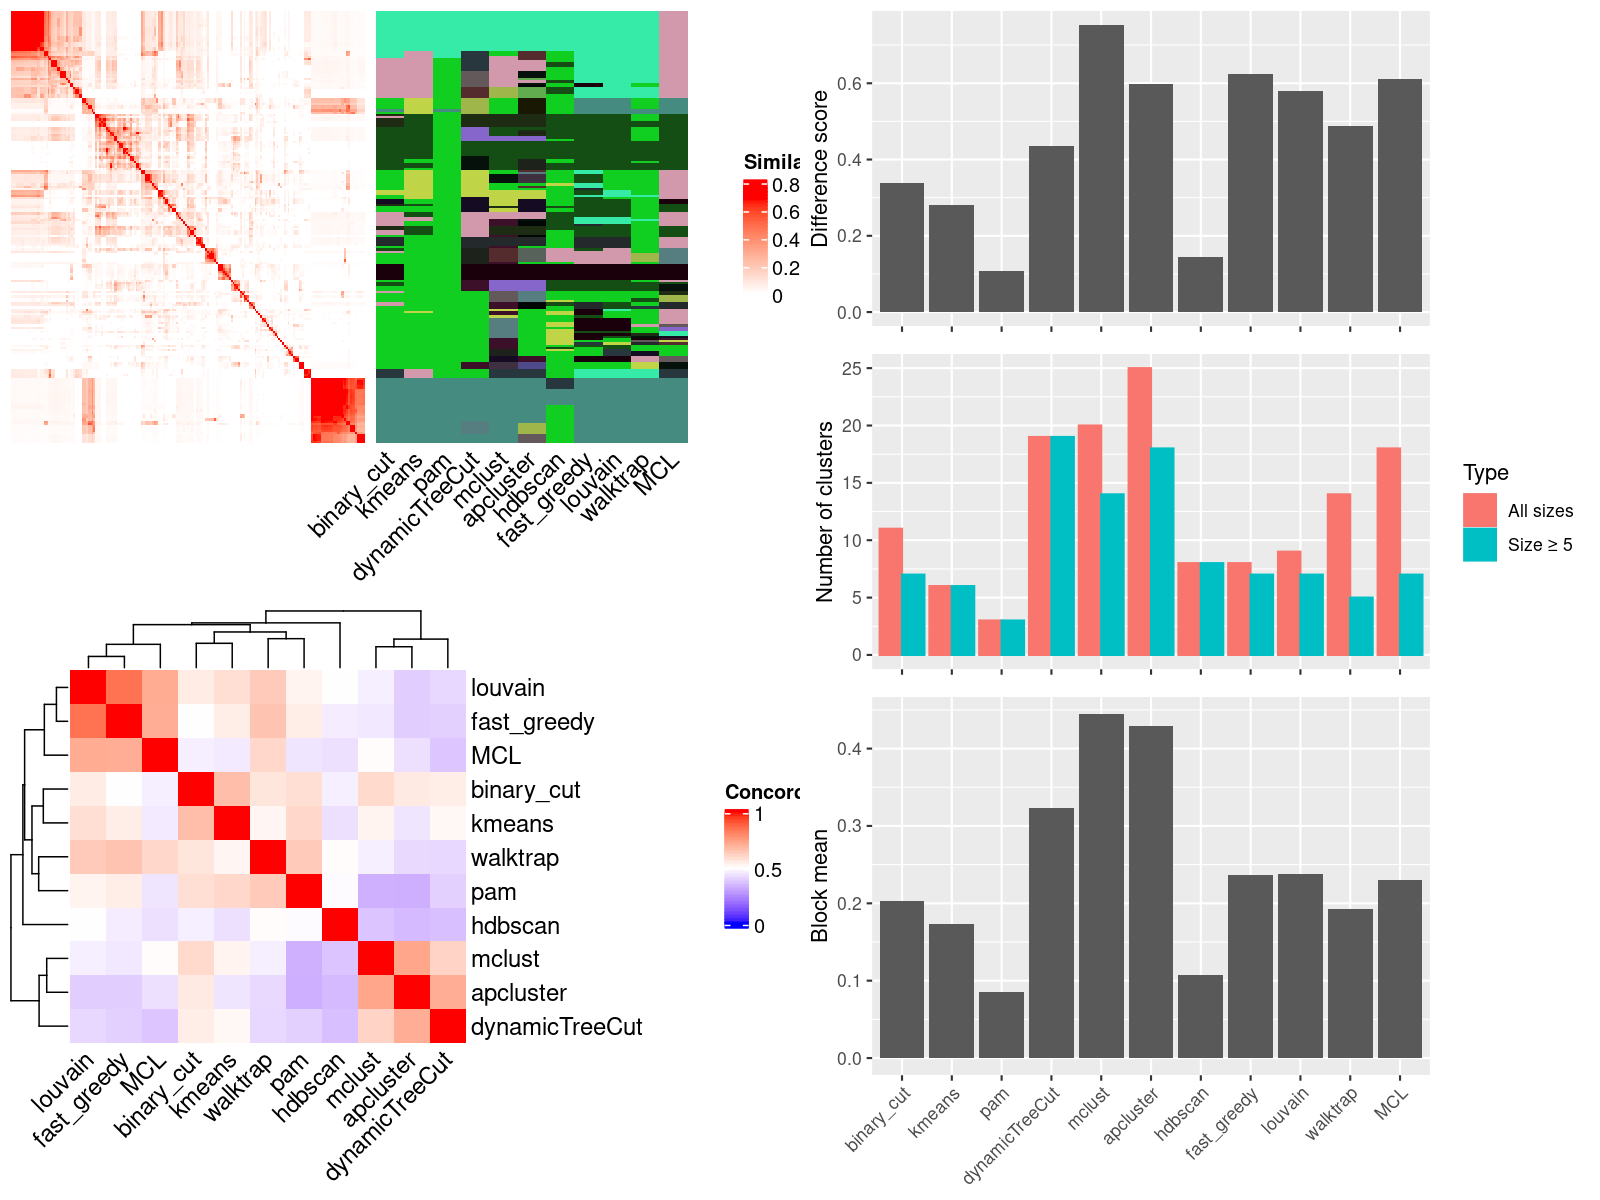 Simila
0.8
0.6
0.4
0.2
0
binary_cut
kmeans
pam
dynamicTreeCut
mclust
apcluster
hdbscan
fast_greedy
louvain
walktrap
MCL
louvain
fast_greedy
MCL
binary_cut
kmeans
walktrap
pam
hdbscan
mclust
apcluster
dynamicTreeCut
louvain
fast_greedy
MCL
binary_cut
kmeans
walktrap
pam
hdbscan
mclust
apcluster
dynamicTreeCut
Concord
1
0.5
0
Difference score
0.6
0.4
0.2
0.0
Number of clusters
25
20
15
10
5
0
Type
All sizes
Size ≥ 5
Block mean
0.4
0.3
0.2
0.1
0.0
binary_cut
kmeans
pam
dynamicTreeCut
mclust
apcluster
hdbscan
fast_greedy
louvain
walktrap
MCL